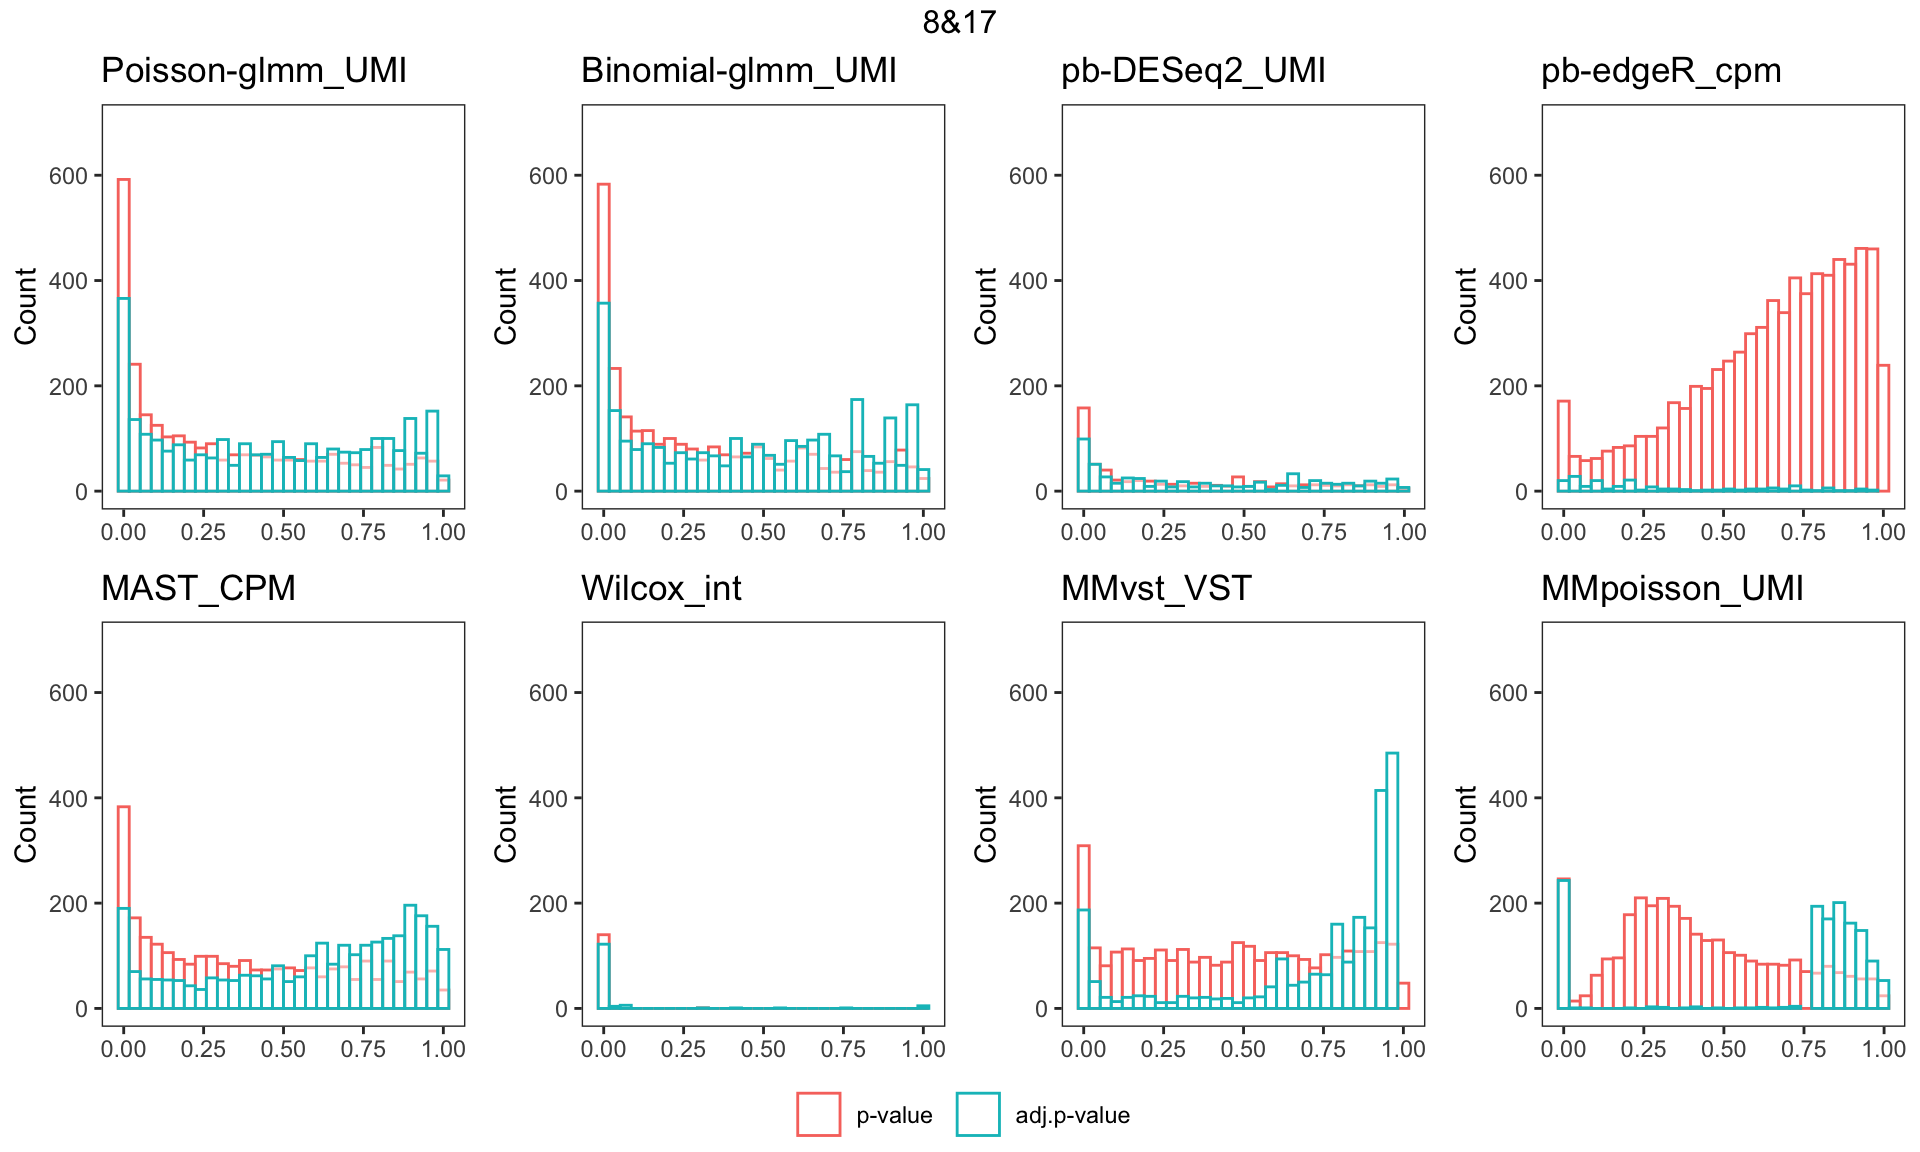 8&17
Poisson-glmm_UMI Binomial-glmm_UMI pb-DESeq2_UMI pb-edgeR_cpm
Count Count Count Count
600 600 600 600
400 400 400 400
200 200 200 200
0 0 0 0
0.00 0.25 0.50 0.75 1.00 0.00 0.25 0.50 0.75 1.00 0.00 0.25 0.50 0.75 1.00 0.00 0.25 0.50 0.75 1.00
MAST_CPM Wilcox_int MMvst_VST MMpoisson_UMI
Count Count Count Count
600 600 600 600
400 400 400 400
200 200 200 200
0 0 0 0
0.00 0.25 0.50 0.75 1.00 0.00 0.25 0.50 0.75 1.00 0.00 0.25 0.50 0.75 1.00 0.00 0.25 0.50 0.75 1.00
p-value adj.p-value